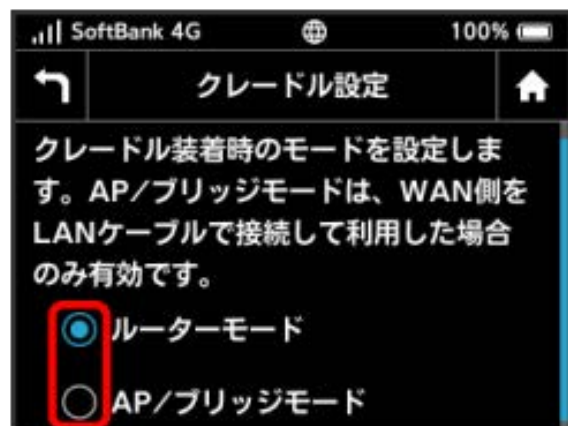 SoftBank 4G 100%
クレードル設定
クレードル装着時のモードを設定しま
す。AP/ブリッジモードは、WAN側を
LANケーブルで接続して利用した場合
のみ有効です。
ルーターモード
AP/ブリッジモード